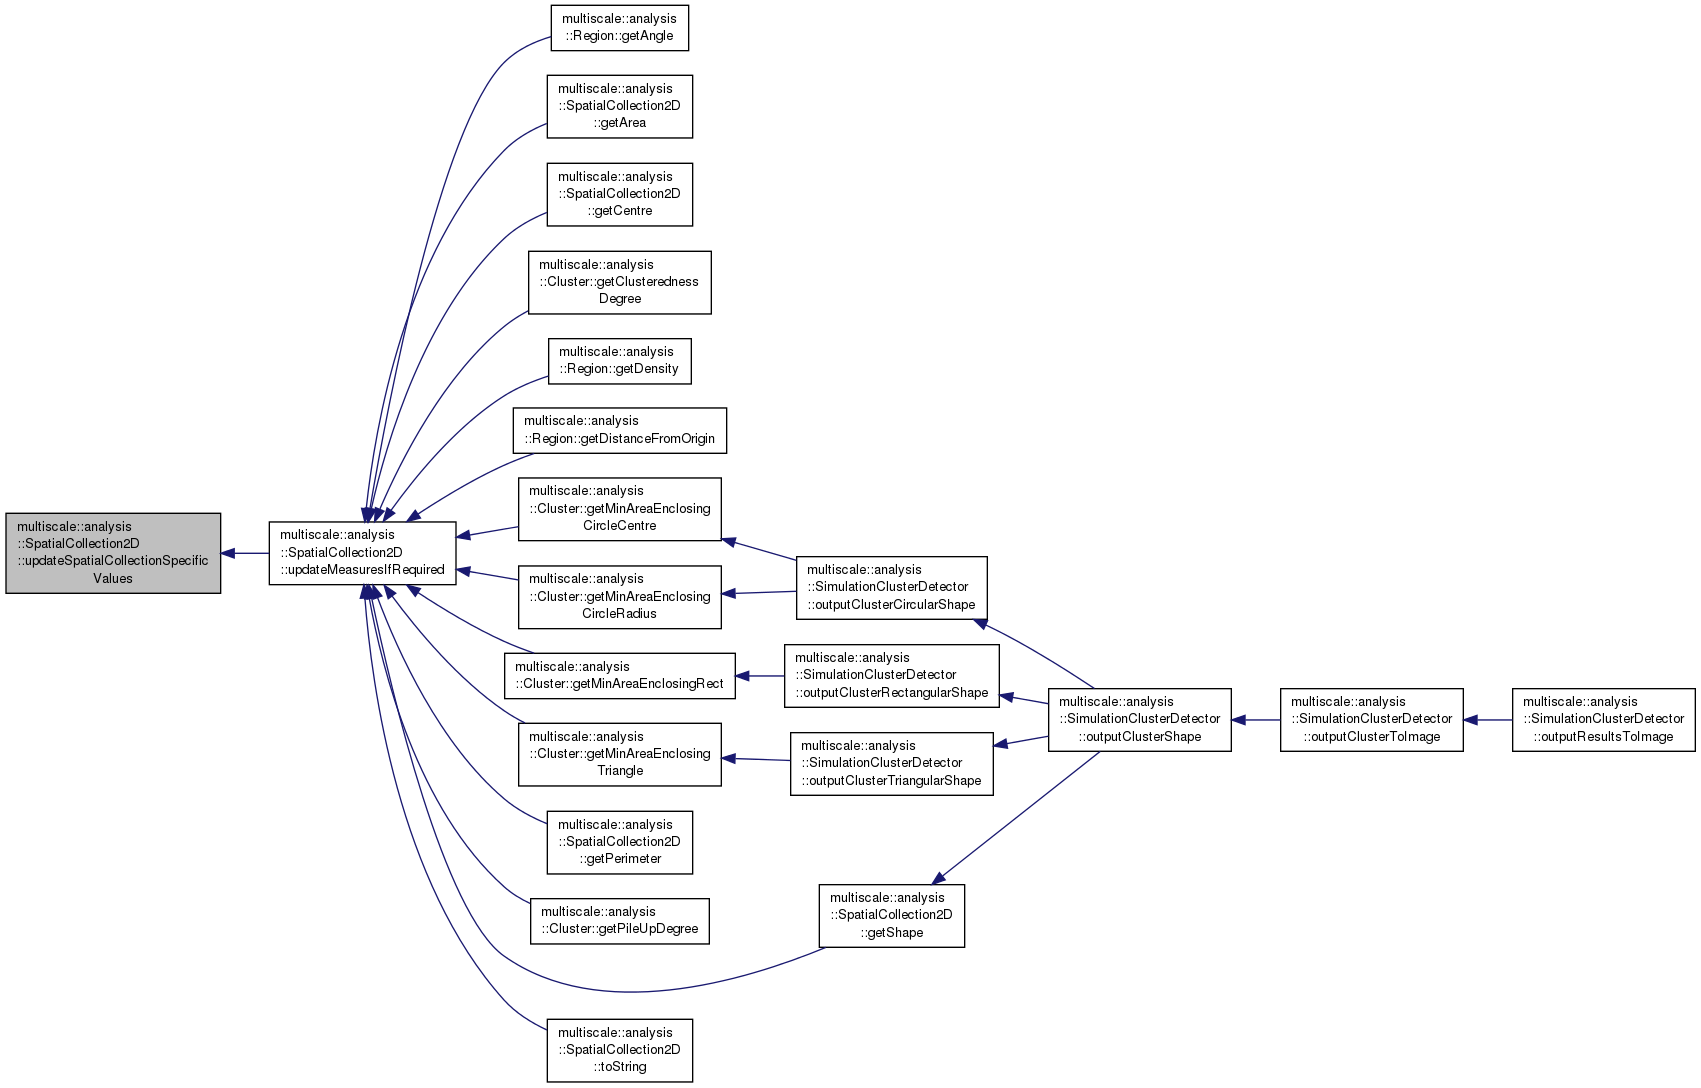 multiscale::analysis
::Region::getAngle
multiscale::analysis
::SpatialCollection2D
::getArea
multiscale::analysis
::SpatialCollection2D
::getCentre
multiscale::analysis
::Cluster::getClusteredness
Degree
multiscale::analysis
::Region::getDensity
multiscale::analysis
::Region::getDistanceFromOrigin
multiscale::analysis
::Cluster::getMinAreaEnclosing
CircleCentre
multiscale::analysis
::SpatialCollection2D
::updateSpatialCollectionSpecific
Values
multiscale::analysis
::SpatialCollection2D
::updateMeasuresIfRequired
multiscale::analysis
::Cluster::getMinAreaEnclosing
CircleRadius
multiscale::analysis
::SimulationClusterDetector
::outputClusterCircularShape
multiscale::analysis
::Cluster::getMinAreaEnclosingRect
multiscale::analysis
::SimulationClusterDetector
::outputClusterRectangularShape
multiscale::analysis
::SimulationClusterDetector
::outputClusterShape
multiscale::analysis
::SimulationClusterDetector
::outputClusterToImage
multiscale::analysis
::SimulationClusterDetector
::outputResultsToImage
multiscale::analysis
::Cluster::getMinAreaEnclosing
Triangle
multiscale::analysis
::SimulationClusterDetector
::outputClusterTriangularShape
multiscale::analysis
::SpatialCollection2D
::getPerimeter
multiscale::analysis
::Cluster::getPileUpDegree
multiscale::analysis
::SpatialCollection2D
::getShape
multiscale::analysis
::SpatialCollection2D
::toString